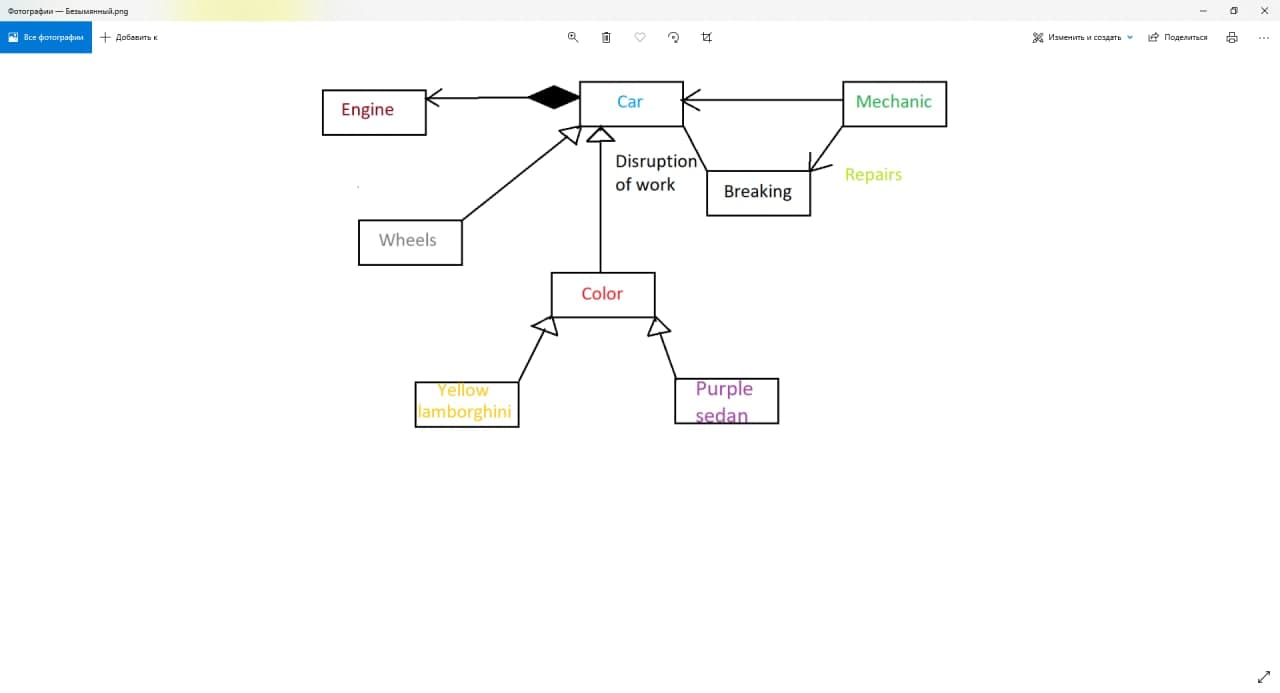 Фотографии — Безымянный.png
Все фотографии
Добавить к
Изменить и создать
Поделиться
Engine
Car
Mechanic
Disruption
of work
Repairs
Breaking
Wheels
Color
Yellow
lamborghini
Purple
sedan